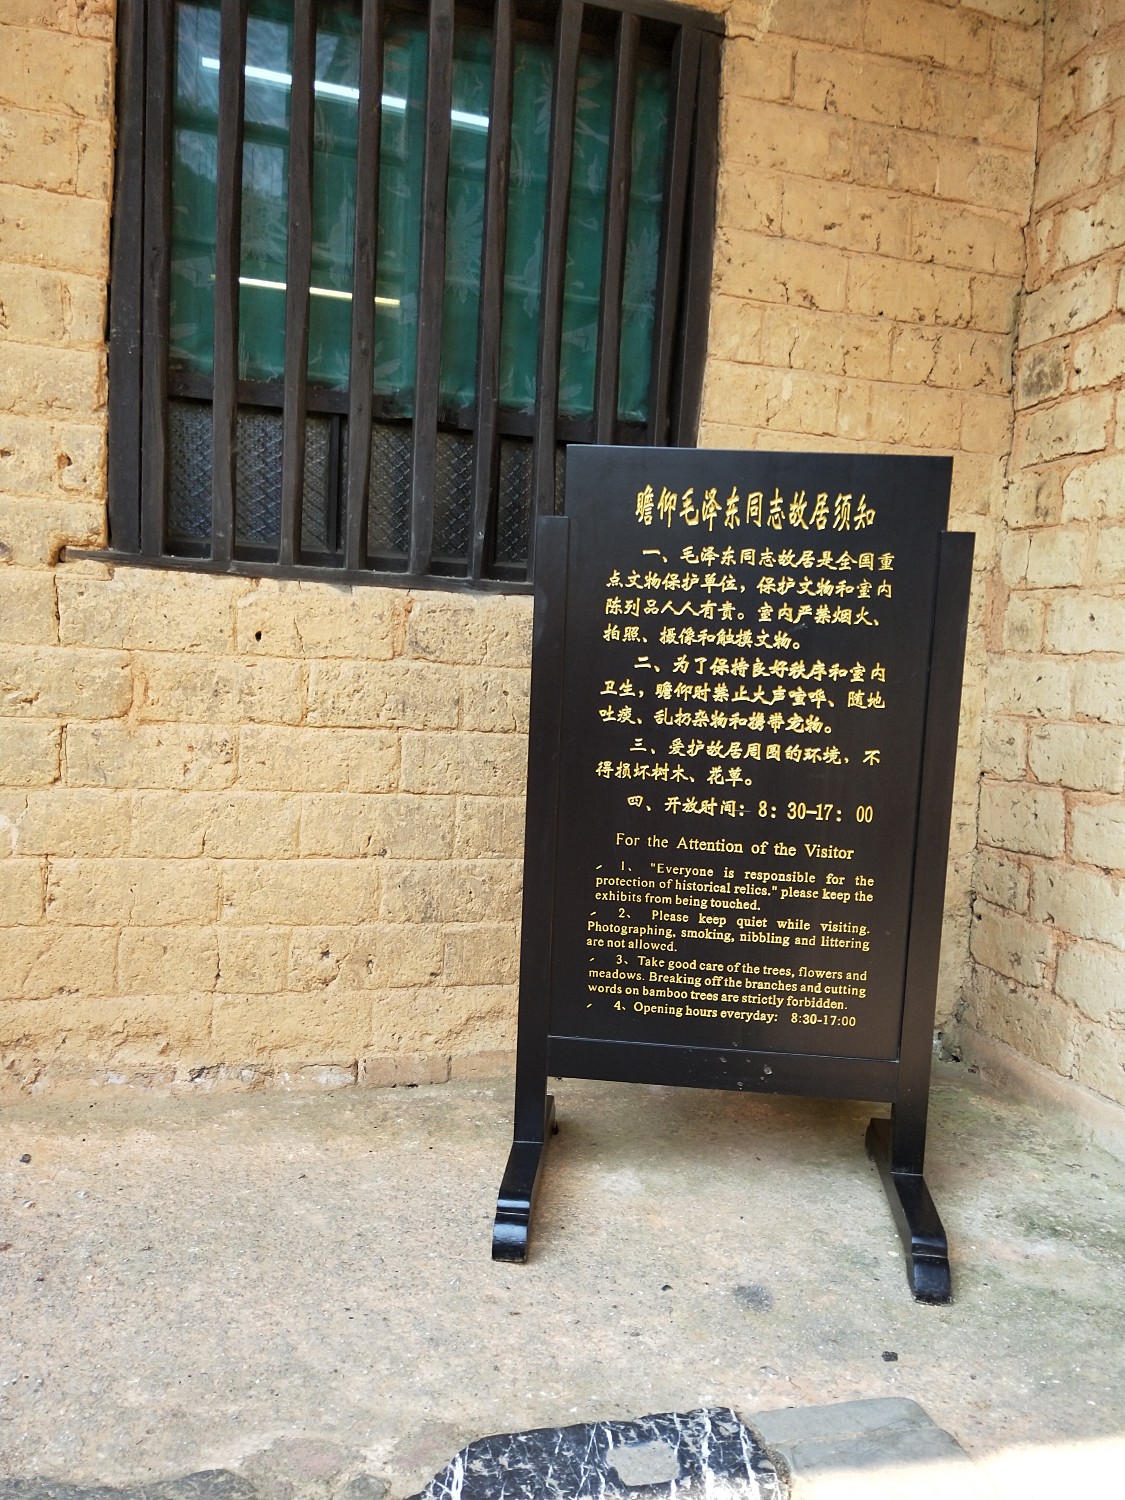 瞻仰毛泽东同志故居须知
一、毛泽东同志故居是全国重
点文物保护单位，保护文物和室内
陈列品人人有责。室内严禁烟火、
拍照、摄像和触摸文物。
二、为了保持良好秩序和室内
卫生，瞻仰时禁止大声喧哗、随地
吐痰、乱扔杂物和携带宠物。
三、爱护故居周围的环境，不
得损坏树木、花草。
四、开放时间：8：30—17：00
For the Attention of the Visitor
1、 "Everyone is responsible for the
protection of historical relics." please keep the
exhibits from being touched.
2、 Please keep quiet while visiting.
Photographing, smoking, nibbling and littering
are not allowcd.
3、Take good care of the trees, flowers and
meadows. Breaking off the branches and cutting
words on bamboo trees are strictly forbidden.
4、Opening hours everyday: 8:30-17:00